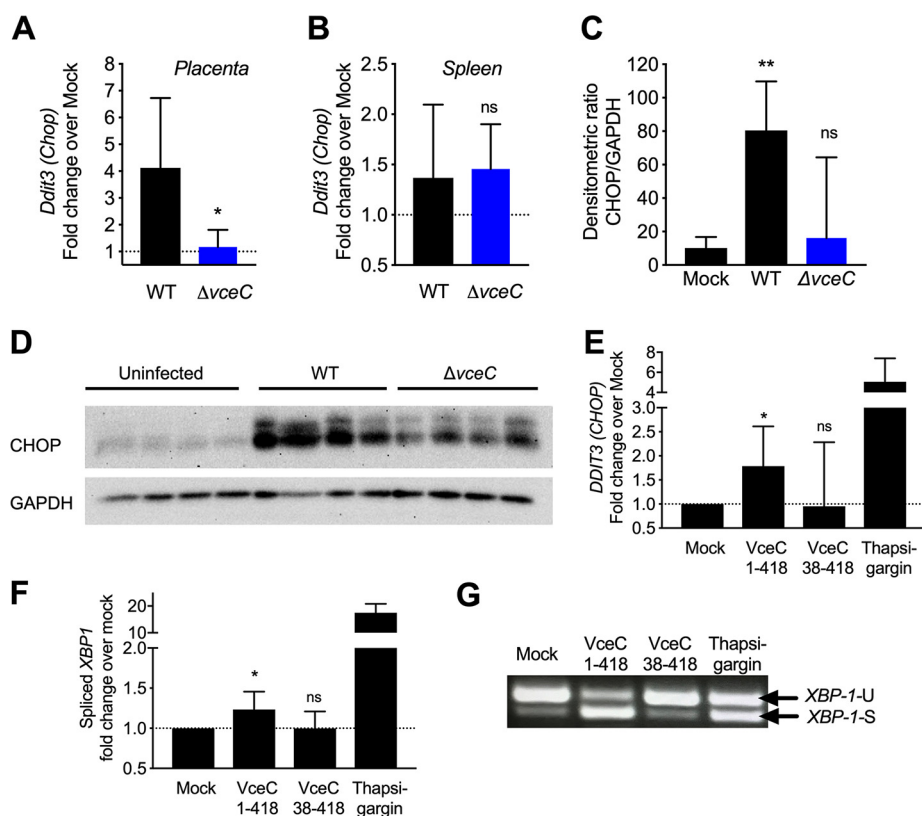 A
Placenta
Ddit3 (Chop)
Fold change over Mock
8
7
6
5
4
3
2
1
*
WT
ΔvceC
B
Spleen
Ddit3 (Chop)
Fold change over Mock
2.5
2.0
1.5
1.0
0.5
ns
WT
ΔvceC
C
Densitometric ratio
CHOP/GAPDH
120
100
80
60
40
20
0
**
ns
Mock
WT
ΔvceC
D
Uninfected
WT
ΔvceC
CHOP
GAPDH
E
DDIT3 (CHOP)
Fold change over Mock
8
6
4
3.0
2.5
2.0
1.5
1.0
0.5
*
ns
Mock
VceC
1-418
VceC
38-418
Thapsi-
gargin
F
Spliced XBP1
fold change over mock
20
10
2.0
1.5
1.0
0.5
*
ns
Mock
VceC
1-418
VceC
38-418
Thapsi-
gargin
G
Mock
VceC
1-418
VceC
38-418
Thapsi-
gargin
XBP-1-U
XBP-1-S